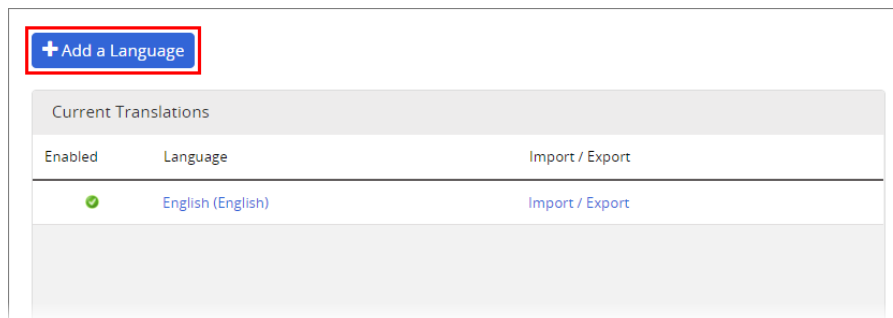 Add a Language
Current Translations
Enabled Language Import / Export
English (English) Import / Export